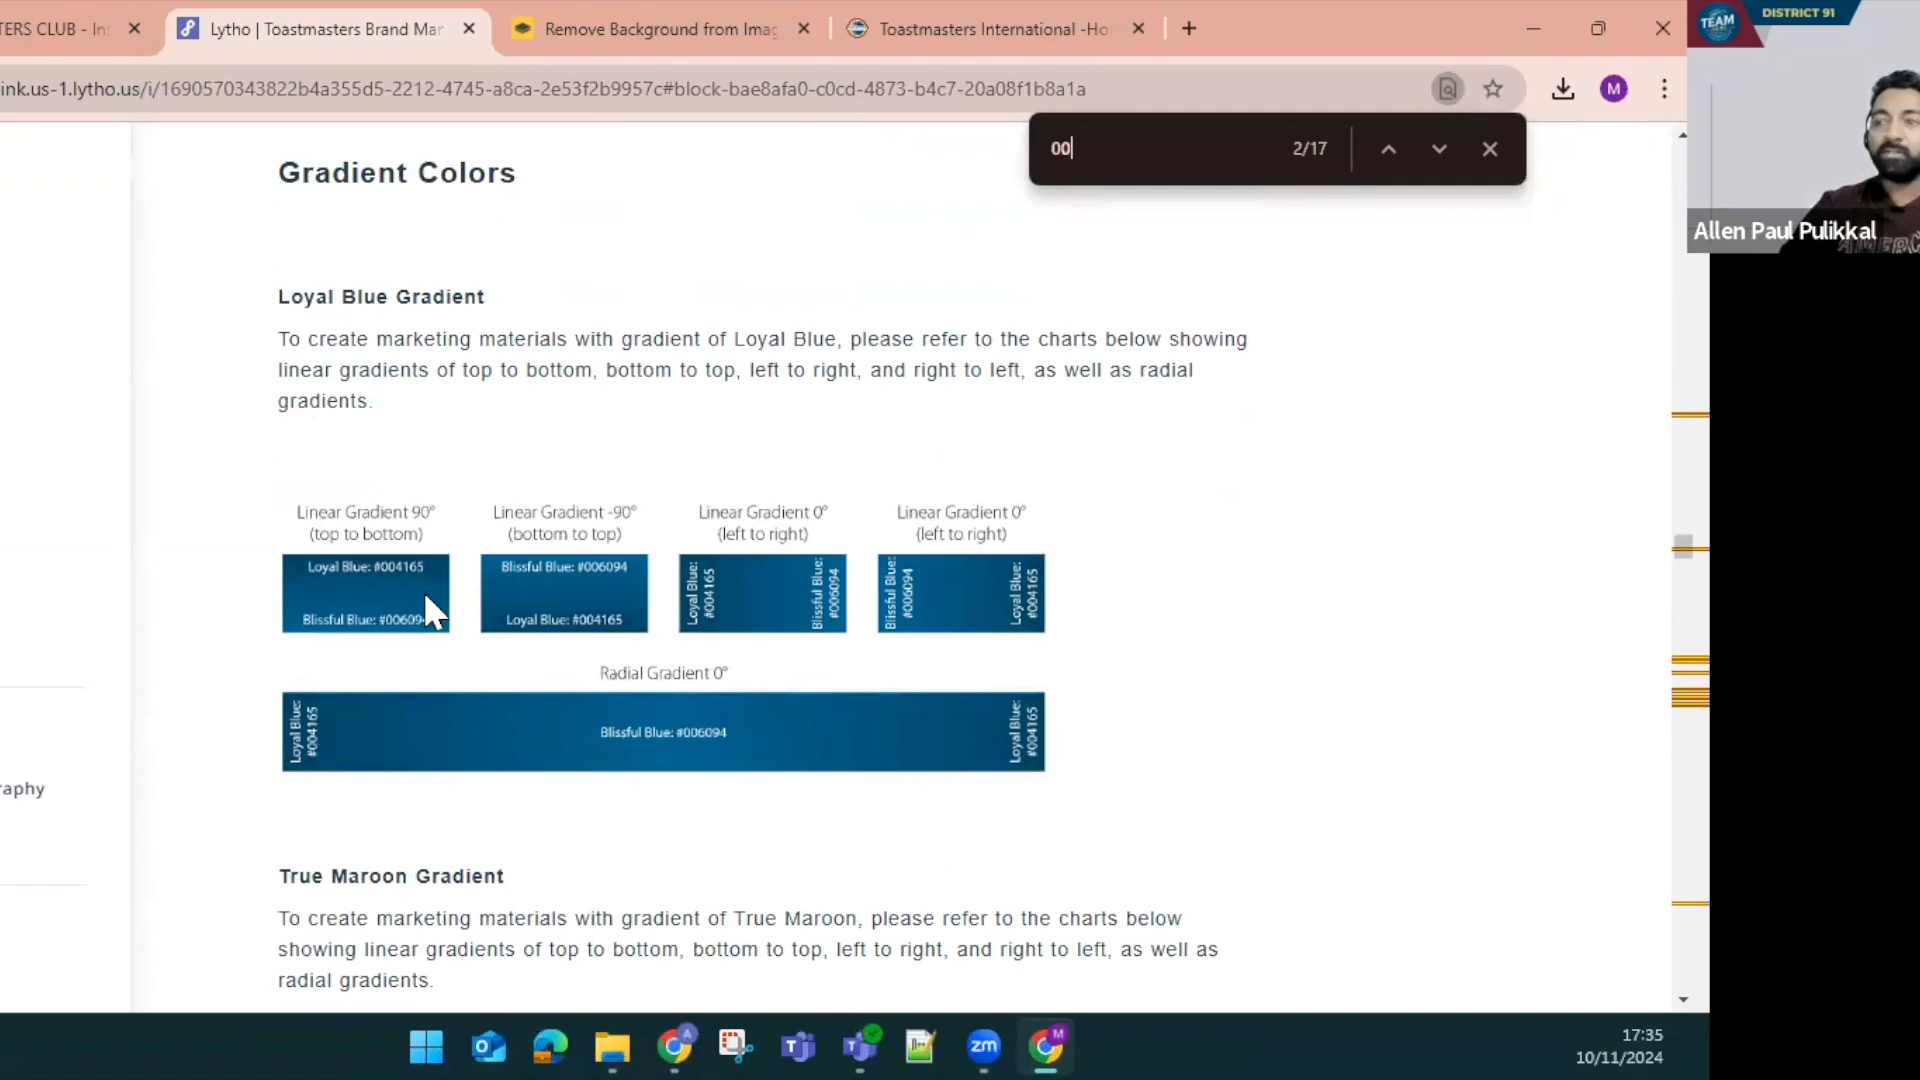 TERS CLUB - In
Lytho | Toastmasters Brand Mar
Remove Background from Imag
Toastmasters International -Ho
TEAM
DISTRICT 91
ink.us-1.lytho.us/i/1690570343822b4a355d5-2212-4745-a8ca-2e53f2b9957c#block-bae8afa0-c0cd-4873-b4c7-20a08f1b8a1a
M
00
2/17
Allen Paul Pulikkal
Gradient Colors
Loyal Blue Gradient
To create marketing materials with gradient of Loyal Blue, please refer to the charts below showing
linear gradients of top to bottom, bottom to top, left to right, and right to left, as well as radial
gradients.
Linear Gradient 90°
(top to bottom)
Loyal Blue: #004165
Blissful Blue: #00609
Linear Gradient -90°
(bottom to top)
Blissful Blue: #006094
Loyal Blue: #004165
Linear Gradient 0°
(left to right)
Loyal Blue:
#004165
Blissful Blue:
#006094
Linear Gradient 0°
(left to right)
Blissful Blue:
#006094
Loyal Blue:
#004165
Radial Gradient 0°
Loyal Blue:
#004165
Blissful Blue: #006094
Loyal Blue:
#004165
raphy
True Maroon Gradient
To create marketing materials with gradient of True Maroon, please refer to the charts below
showing linear gradients of top to bottom, bottom to top, left to right, and right to left, as well as
radial gradients.
A
M
zm
17:35
10/11/2024